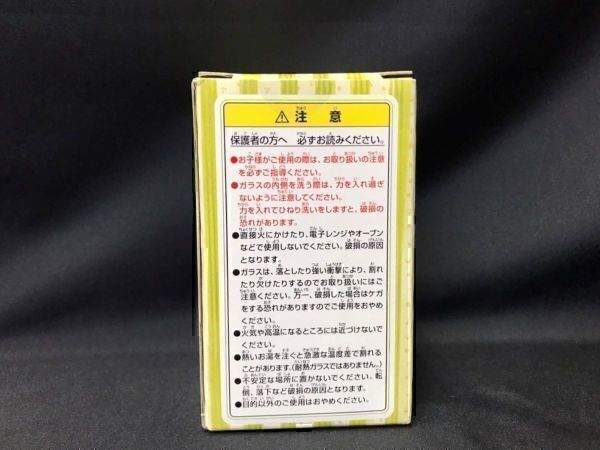 ⚠注意
保護者の方へ 必ずお読みください。
●お子様がご使用の際は、お取り扱いの注意
を必ずご指導ください。
●ガラスの内側を洗う際は、力を入れ過ぎ
ないように注意してください。
力を入れてひねり洗いをしますと、破損の
恐れがあります。
●直接火にかけたり、電子レンジやオーブン
などで使用しないでください。破損の原因
となります。
●ガラスは、落としたり強い衝撃により、割れ
たり欠けたりするのでお取り扱いにはご
注意ください。万一、破損した場合はケガ
をする恐れがありますのでご使用をおやめ
ください。
●火気や高温になるところには近づけないで
ください。
●熱いお湯を注ぐと急激な温度差で割れる
ことがあります。(耐熱ガラスではありません。)
●不安定な場所に置かないでください。転
倒、落下など破損の原因となります。
●目的以外のご使用はおやめください。